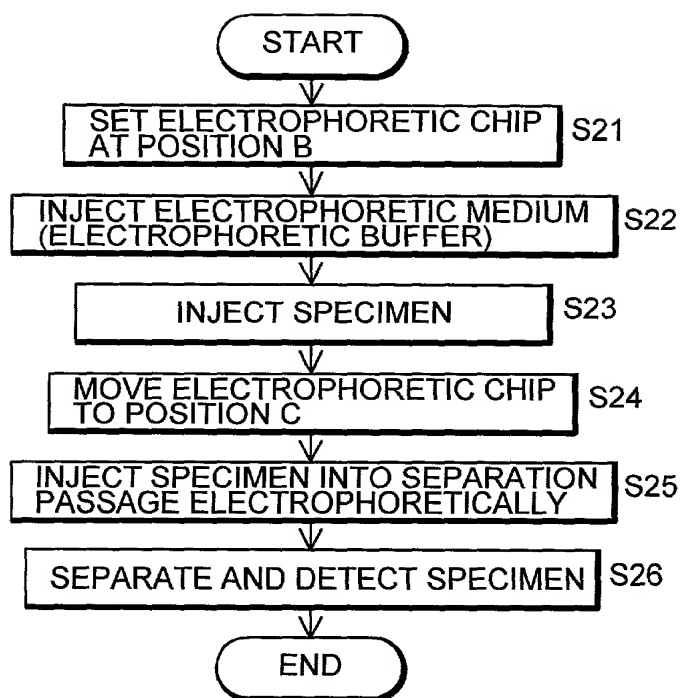 START
SET ELECTROPHORETIC CHIP
AT POSITION B
S21
INJECT ELECTROPHORETIC MEDIUM
(ELECTROPHORETIC BUFFER)
S22
INJECT SPECIMEN
S23
MOVE ELECTROPHORETIC CHIP
TO POSITION C
S24
INJECT SPECIMEN INTO SEPARATION
PASSAGE ELECTROPHORETICALLY
S25
SEPARATE AND DETECT SPECIMEN
S26
END